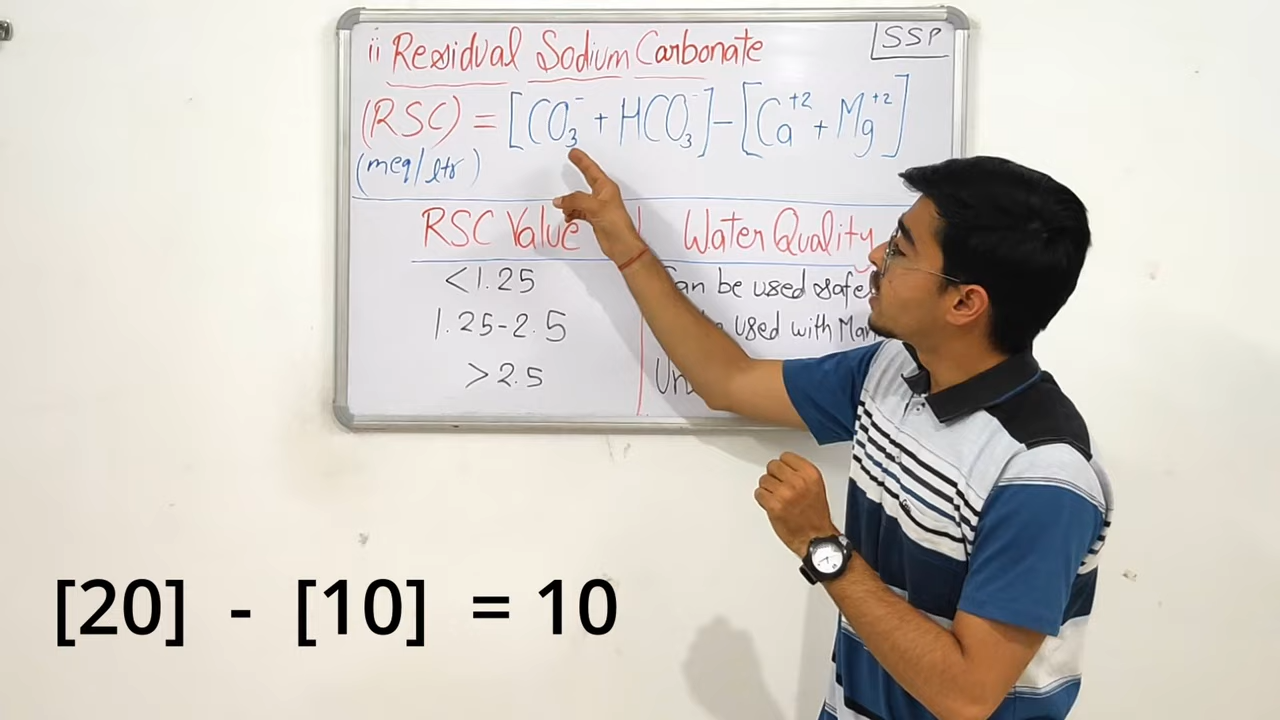 ii Residual Sodium Carbonate
SSP
(RSC) = [CO₃⁻ + HCO₃⁻] - [Ca⁺² + Mg⁺²]
(meq/ltr)
RSC Value Water Quality
<1.25 Can be used safe
1.25-2.5 used with Man
>2.5
[20] - [10] = 10